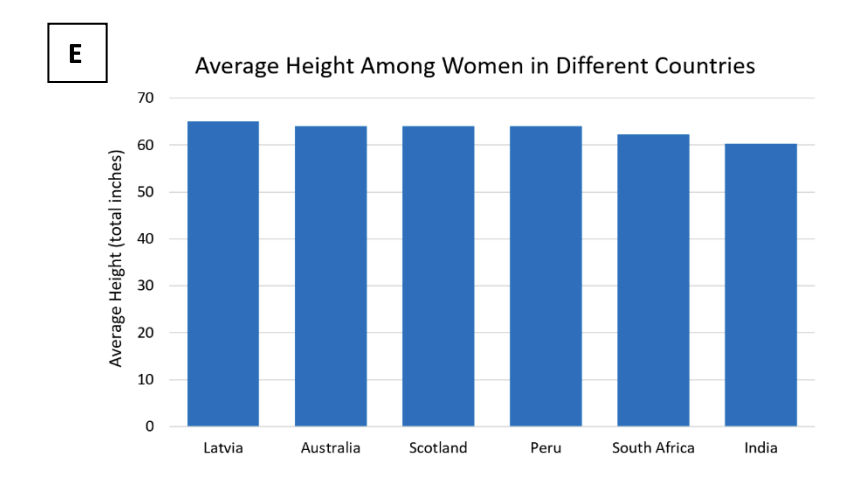 E
Average Height Among Women in Different Countries
Average Height (total inches)
70
60
50
40
30
20
10
0
Latvia Australia Scotland Peru South Africa India